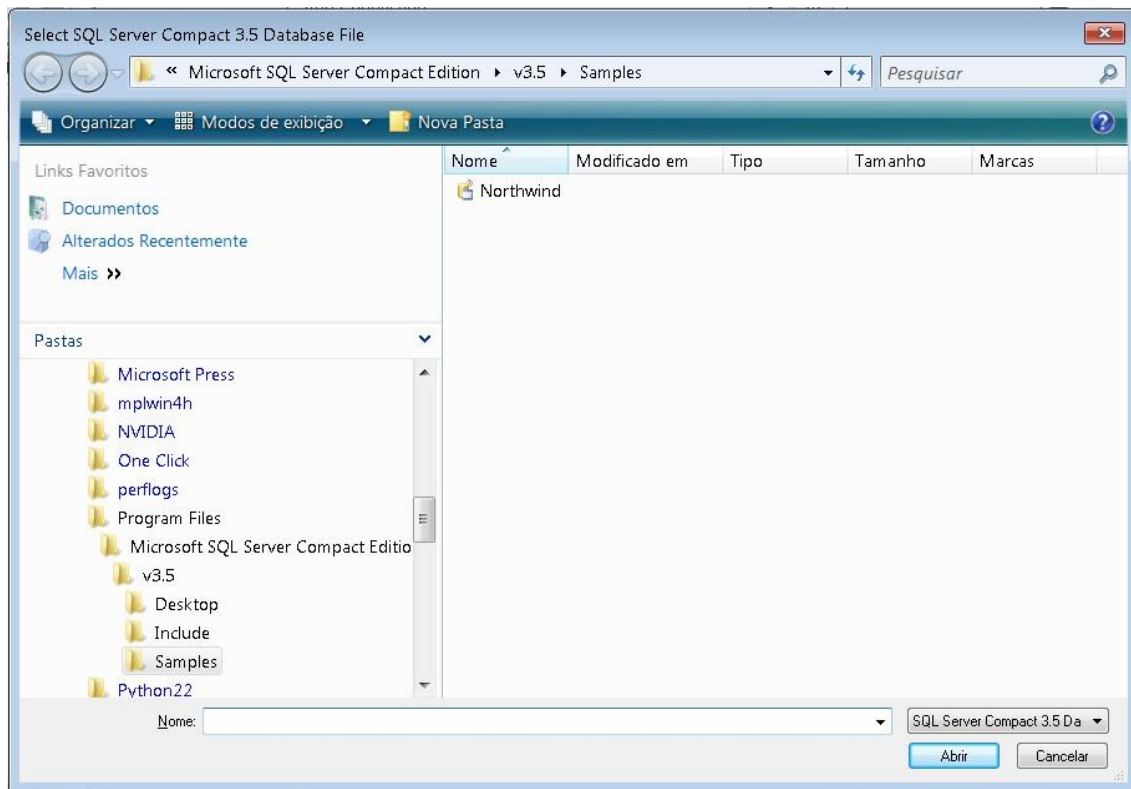 Select SQL Server Compact 3.5 Database File
« Microsoft SQL Server Compact Edition v3.5 Samples
Pesquisar
Organizar Modos de exibição Nova Pasta
Links Favoritos
Documentos
Alterados Recentemente
Mais »
Nome Modificado em Tipo Tamanho Marcas
Northwind
Pastas
Microsoft Press
mplwin4h
NVIDIA
One Click
perflogs
Program Files
Microsoft SQL Server Compact Editio
v3.5
Desktop
Include
Samples
Python22
Nome:
SQL Server Compact 3.5 Da
Abrir Cancelar